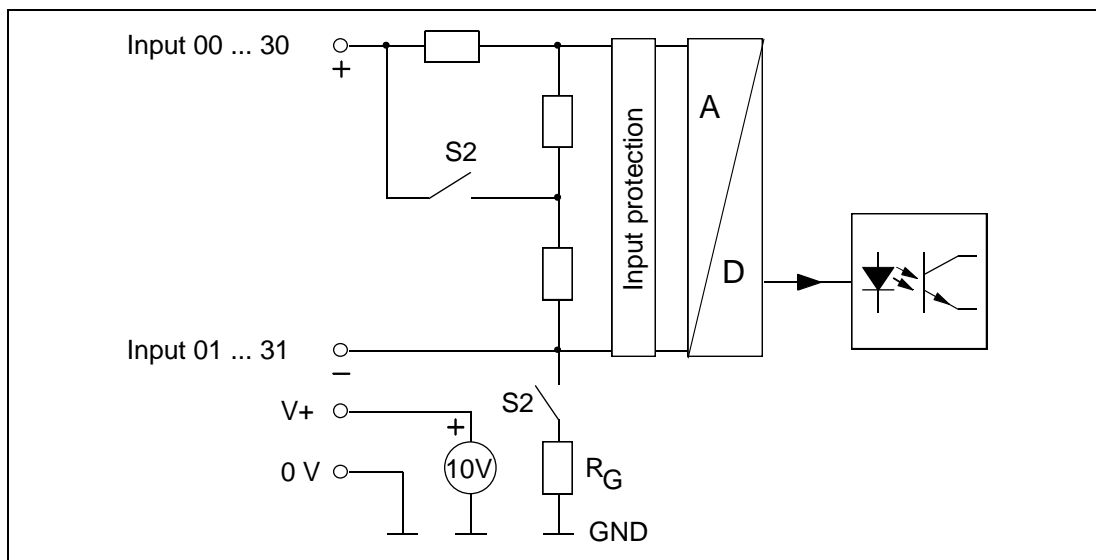 Input 00 ... 30
+
S2
Input protection
A
D
Input 01 ... 31
–
V+
+
S2
10V
0 V
RG
GND